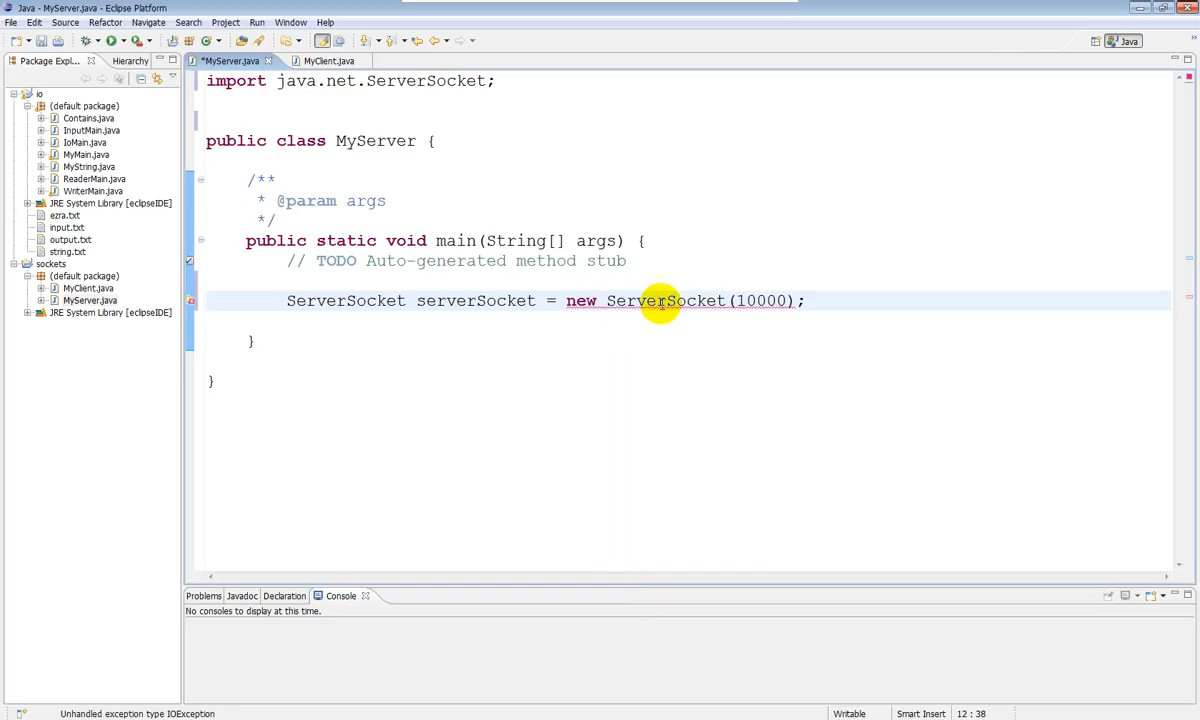 Java - MyServer.java - Eclipse Platform
File Edit Source Refactor Navigate Search Project Run Window Help
Java
Package Expl... Hierarchy
*MyServer.java MyClient.java
io
(default package)
Contains.java
InputMain.java
IoMain.java
MyMain.java
MyString.java
ReaderMain.java
WriterMain.java
JRE System Library [eclipseIDE]
ezra.txt
input.txt
output.txt
string.txt
sockets
(default package)
MyClient.java
MyServer.java
JRE System Library [eclipseIDE]
import java.net.ServerSocket;
public class MyServer {
/**
* @param args
*/
public static void main(String[] args) {
// TODO Auto-generated method stub
ServerSocket serverSocket = new ServerSocket(10000);
}
}
Problems Javadoc Declaration Console
No consoles to display at this time.
Unhandled exception type IOException Writable Smart Insert 12 : 38